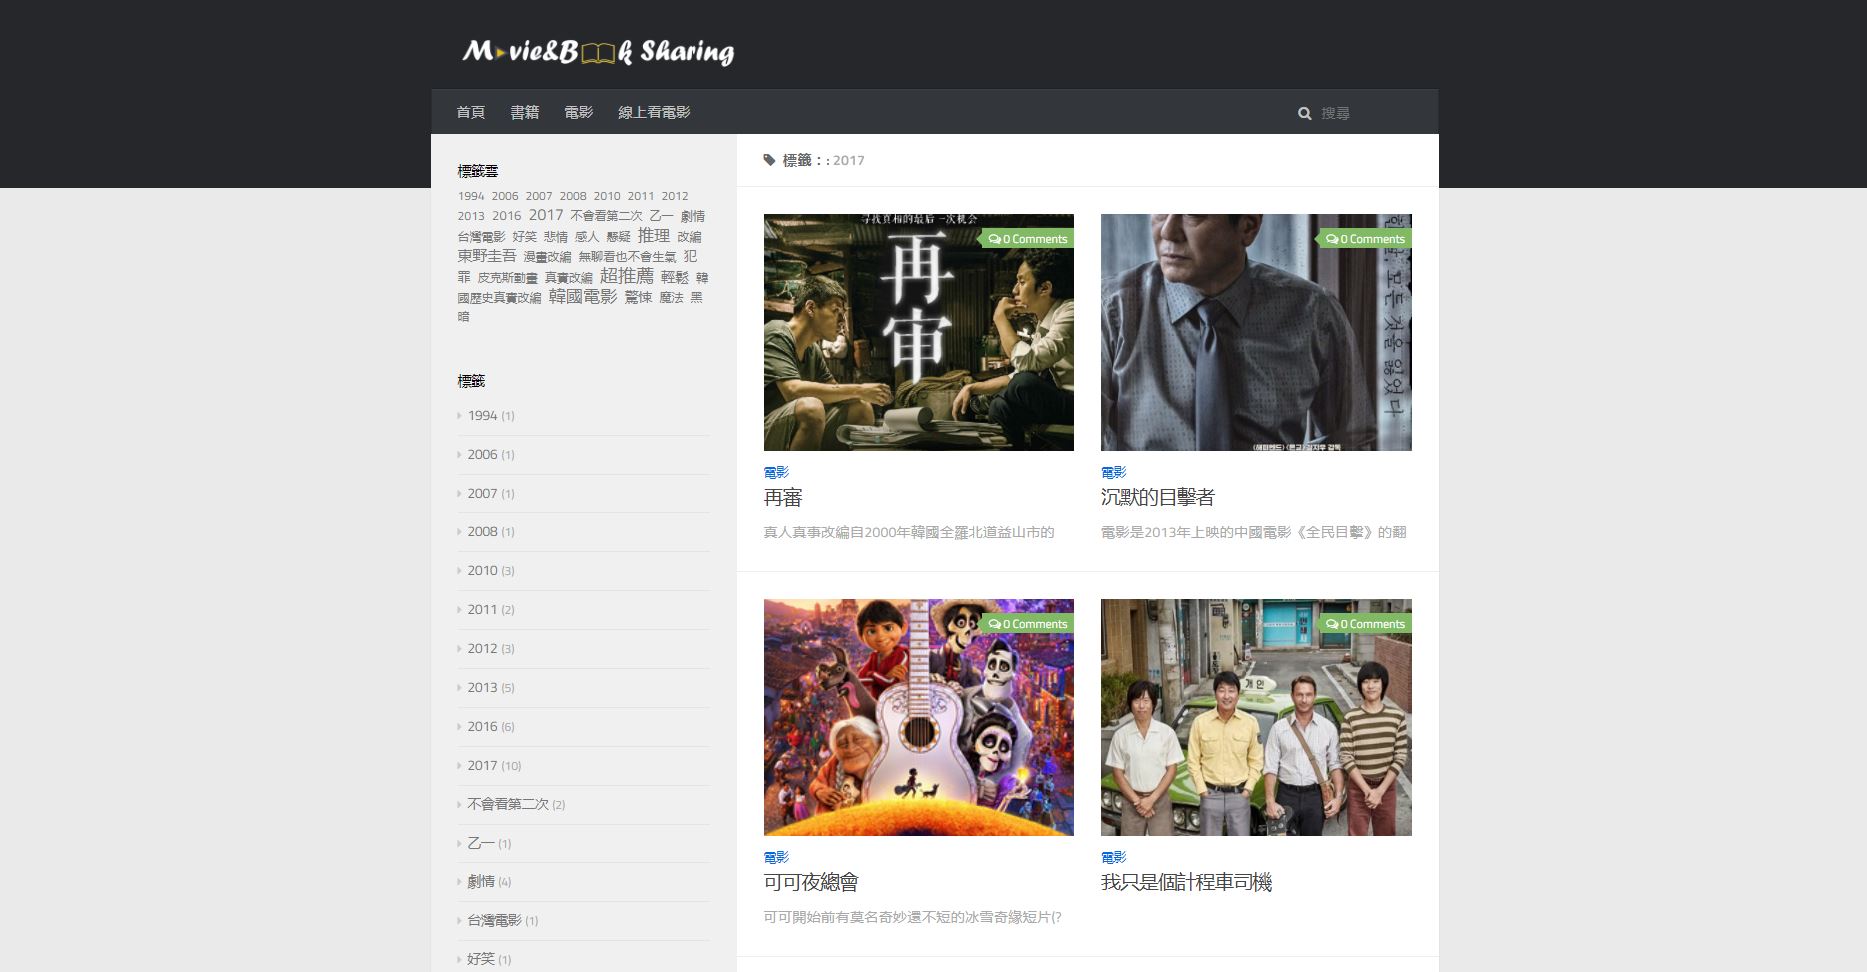 Movie&Book Sharing
首頁 書籍 電影 線上看電影 搜尋
標籤雲
1994 2006 2007 2008 2010 2011 2012
2013 2016 2017 不會看第二次 乙一 劇情
台灣電影 好笑 悲情 感人 懸疑 推理 改編
東野圭吾 漫畫改編 無聊看也不會生氣 犯
罪 皮克斯動畫 真實改編 超推薦 輕鬆 韓
國歷史真實改編 韓國電影 驚悚 魔法 黑
暗
標籤
1994 (1)
2006 (1)
2007 (1)
2008 (1)
2010 (3)
2011 (2)
2012 (3)
2013 (5)
2016 (6)
2017 (10)
不會看第二次 (2)
乙一 (1)
劇情 (4)
台灣電影 (1)
好笑 (1)
標籤：: 2017
寻找真相的最后一次机会
0 Comments
再审
電影
再審
真人真事改編自2000年韓國全羅北道益山市的
0 Comments
모든 것을 잃었다
電影
沉默的目擊者
電影是2013年上映的中國電影《全民目擊》的翻
0 Comments
電影
可可夜總會
可可開始前有莫名奇妙還不短的冰雪奇緣短片(?
0 Comments
개인
電影
我只是個計程車司機